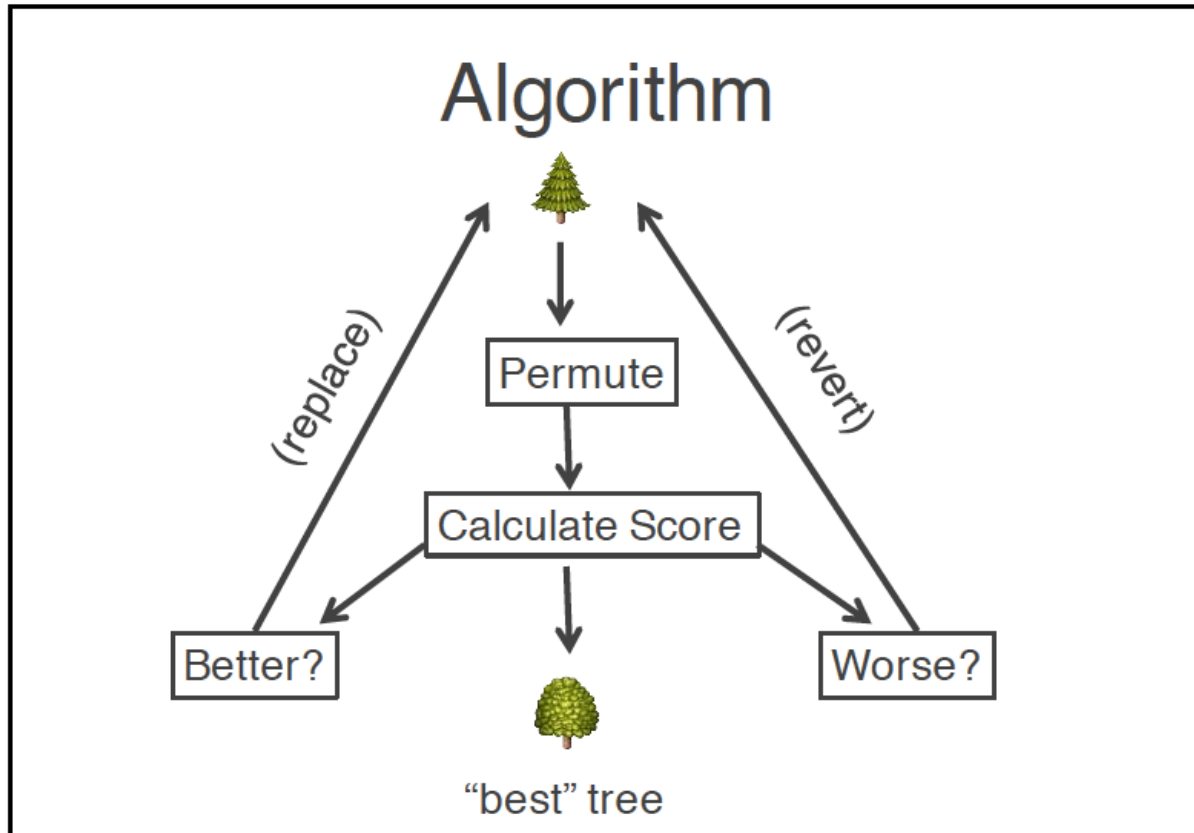 Algorithm
(replace)
(revert)
Permute
Calculate Score
Better?
Worse?
“best” tree